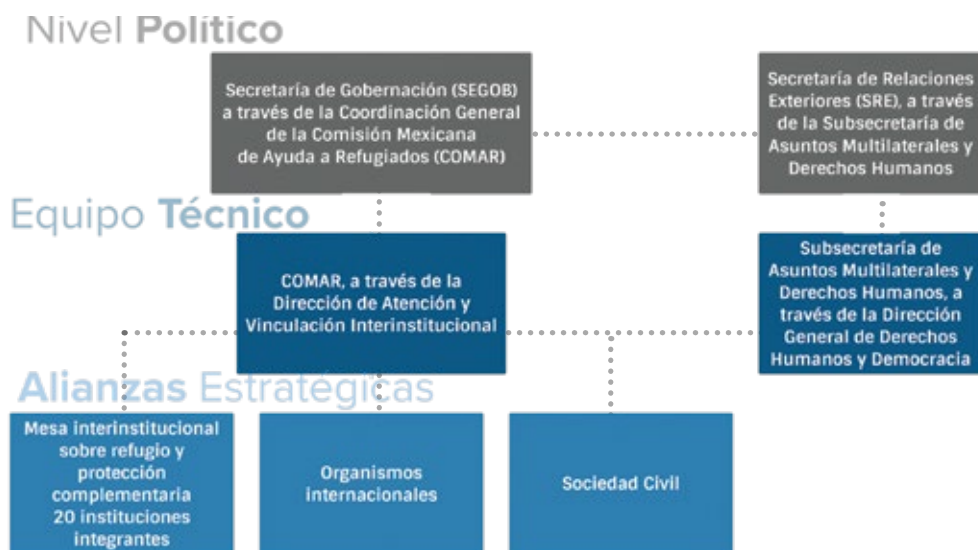 Nivel Político
Secretaría de Gobernación (SEGOB)
a través de la Coordinación General
de la Comisión Mexicana
de Ayuda a Refugiados (COMAR)
Secretaría de Relaciones
Exteriores (SRE), a través
de la Subsecretaría de
Asuntos Multilaterales y
Derechos Humanos
Equipo Técnico
COMAR, a través de la
Dirección de Atención y
Vinculación Interinstitucional
Subsecretaría de
Asuntos Multilaterales y
Derechos Humanos, a
través de la Dirección
General de Derechos
Humanos y Democracia
Alianzas Estratégicas
Mesa interinstitucional
sobre refugio y
protección
complementaria
20 instituciones
integrantes
Organismos
internacionales
Sociedad Civil